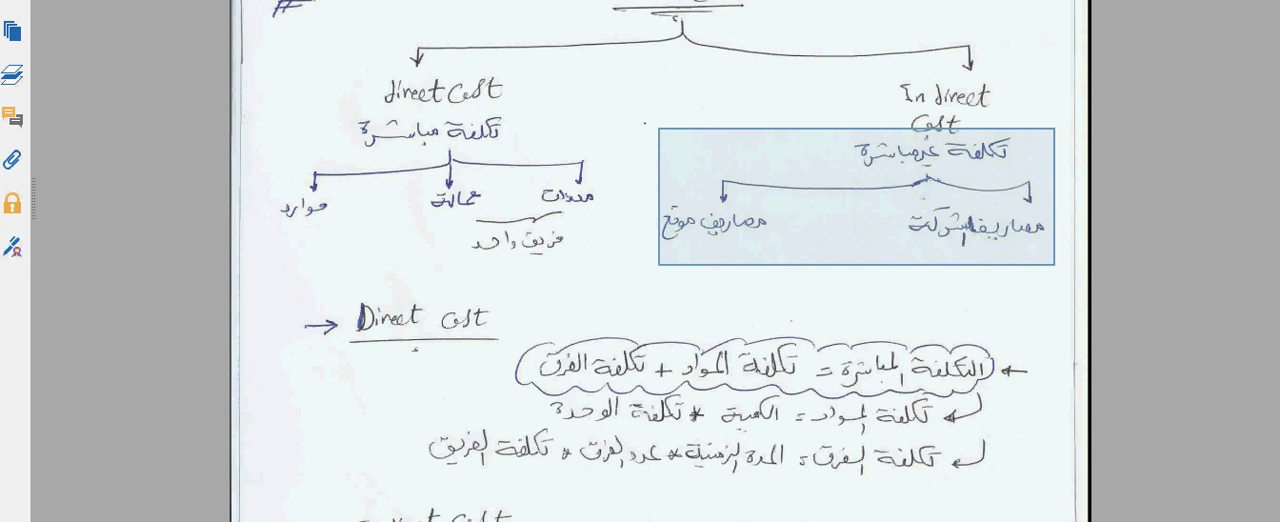 direct Cost
In direct
Cost
تكلفة مباشرة
تكلفة غير مباشرة
موارد
عمالة
معدات
فريق واحد
مصاريف موقع
مصاريف الشركة
→ Direct Cost
← التكلفة المباشرة = تكلفة المواد + تكلفة الفرق
تكلفة المواد = الكمية * تكلفة الوحدة
تكلفة الفرق = المدة الزمنية * عدد الفرق * تكلفة الفريق